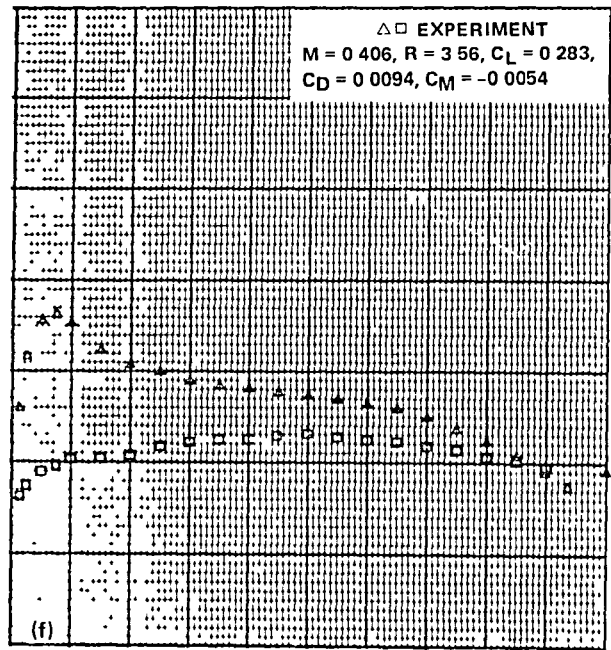 △ □ EXPERIMENT
M = 0 406, R = 3 56, CL = 0 283,
CD = 0 0094, CM = -0 0054
(f)